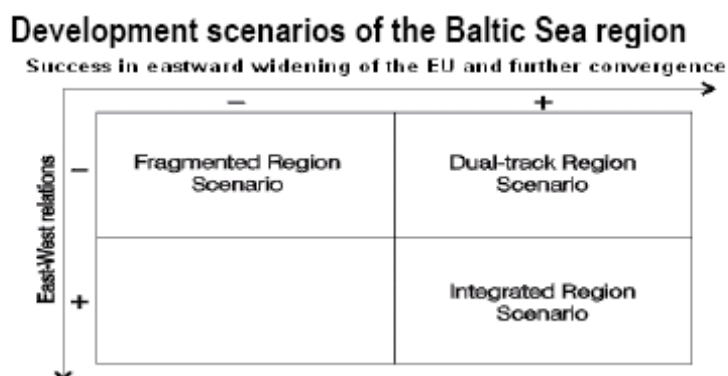 Development scenarios of the Baltic Sea region
Success in eastward widening of the EU and further convergence
− +
East-West relations
−
Fragmented Region
Scenario
Dual-track Region
Scenario
+
Integrated Region
Scenario